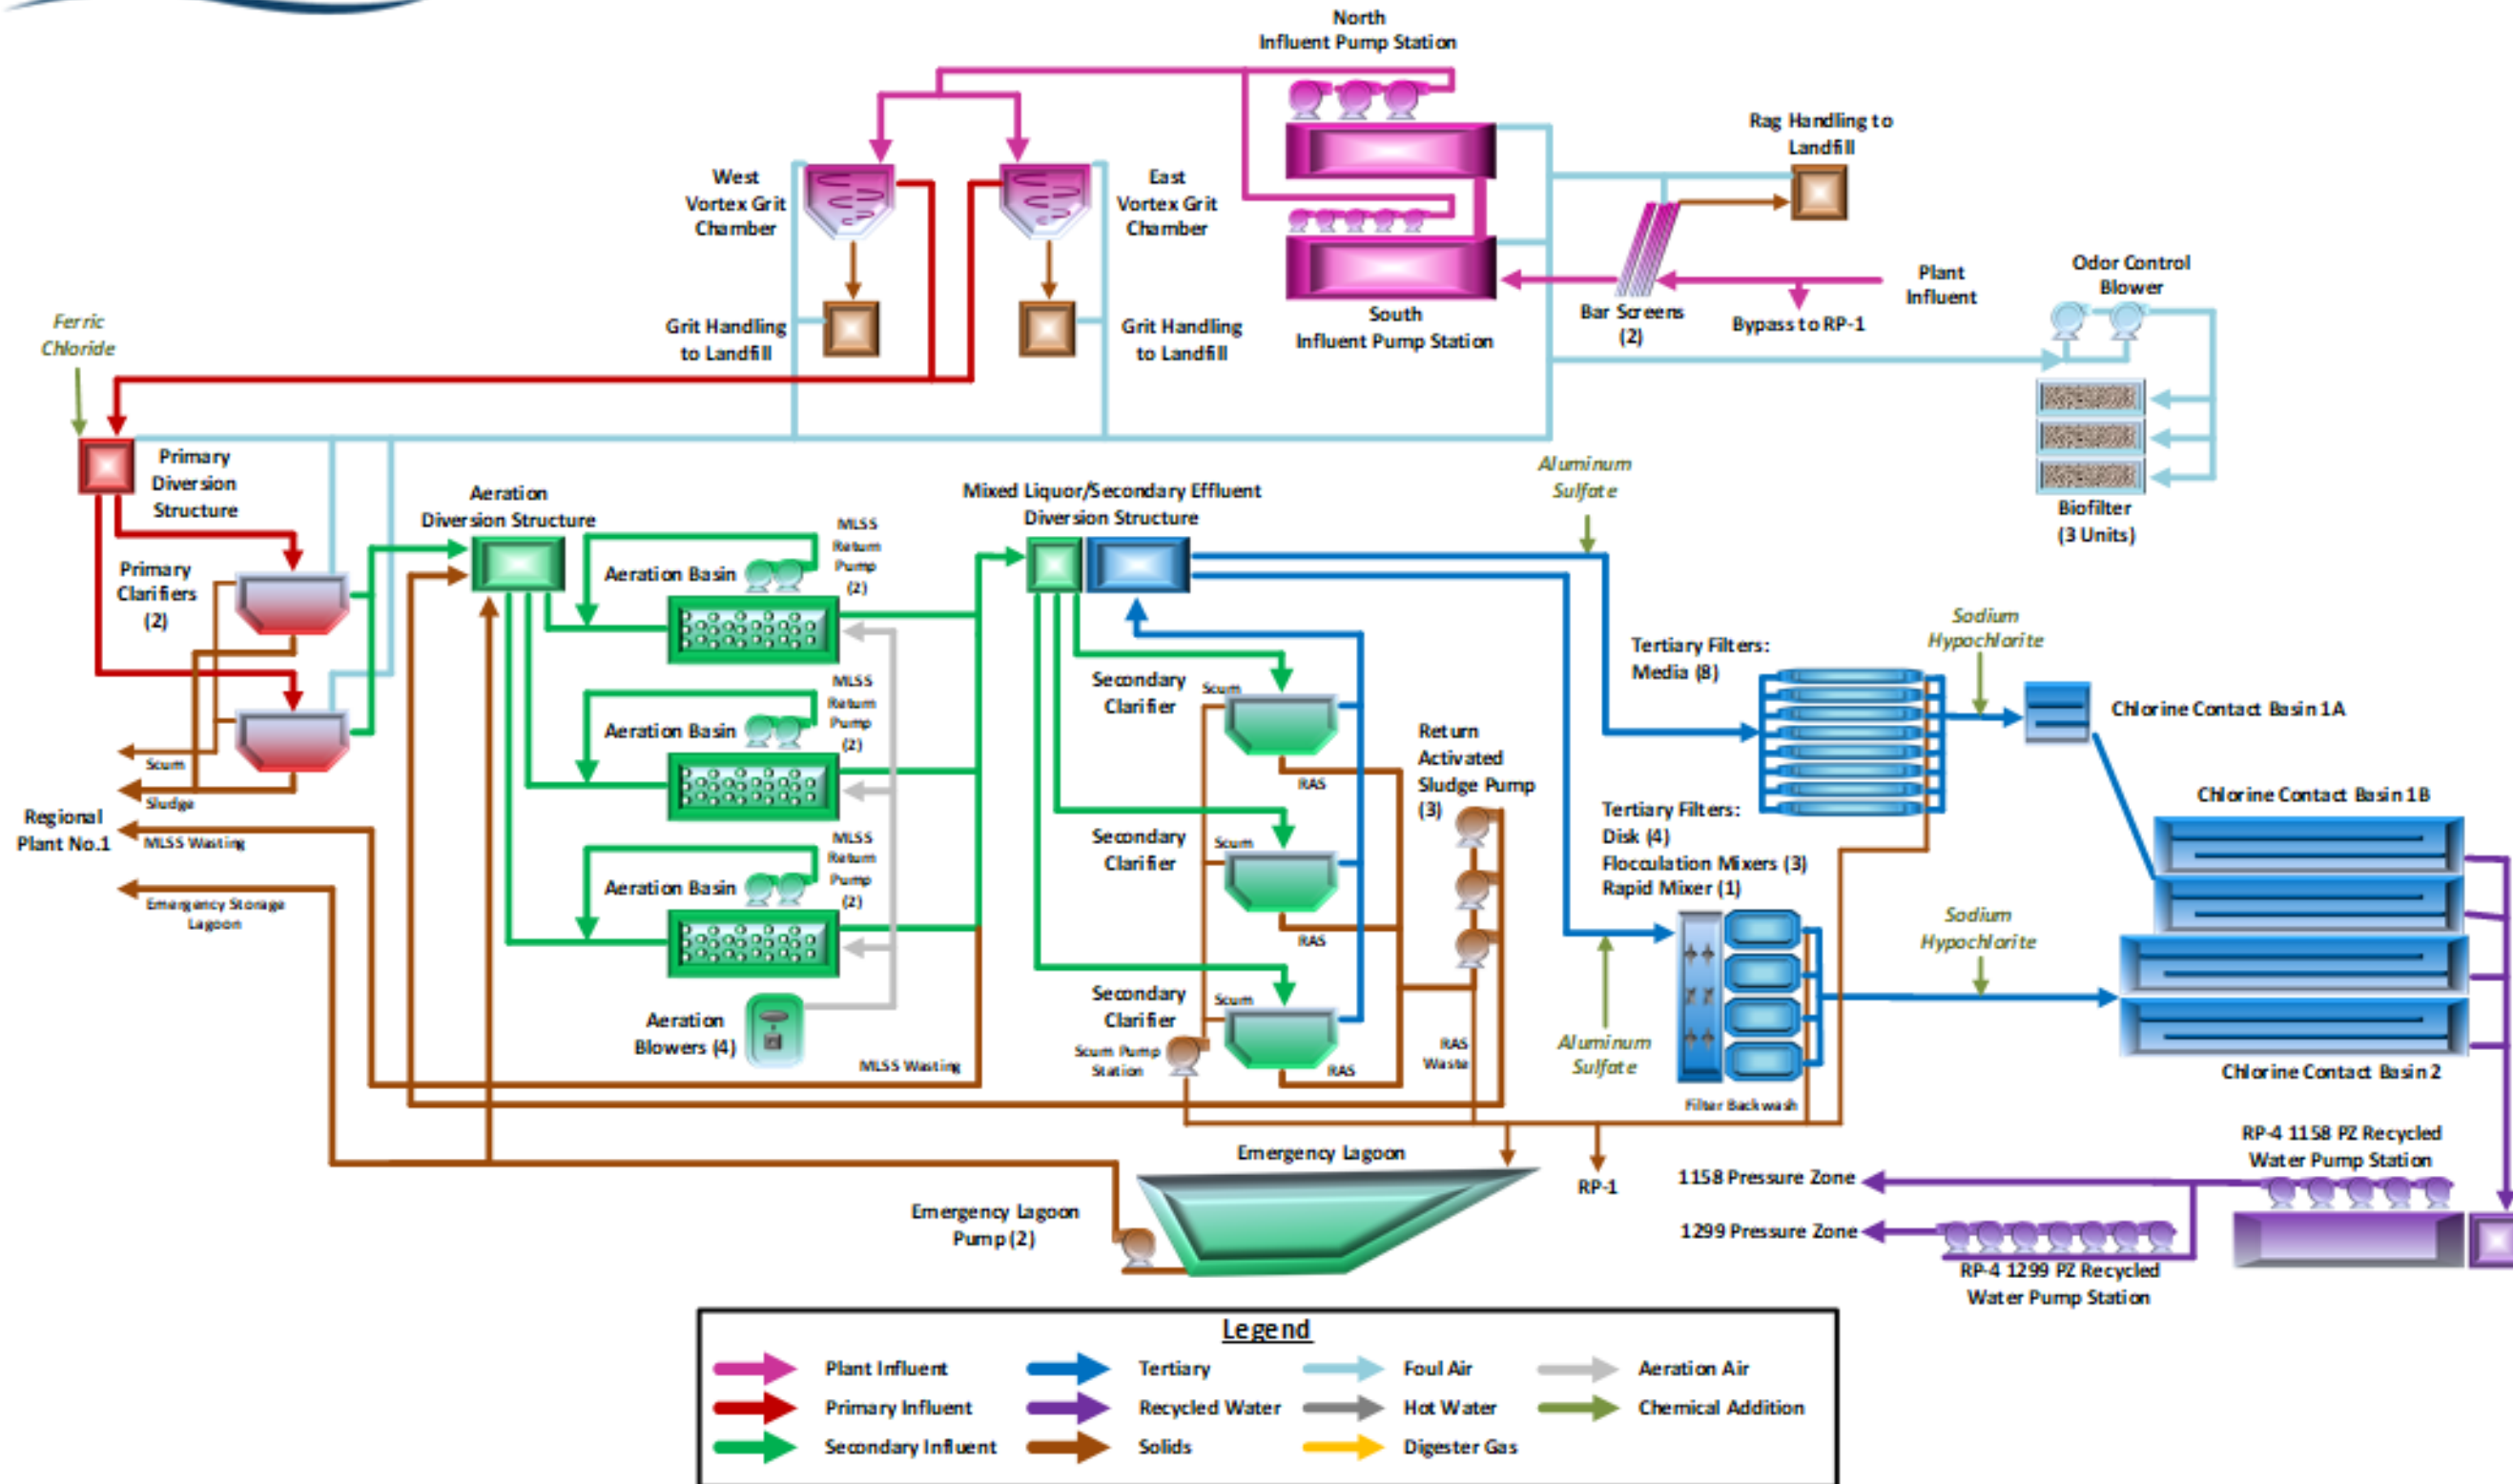 North
Influent Pump Station
Rag Handling to
Landfill
West
Vortex Grit
Chamber
East
Vortex Grit
Chamber
Plant
Influent
Odor Control
Blower
Bar Screens
(2)
Bypass to RP-1
South
Influent Pump Station
Grit Handling
to Landfill
Grit Handling
to Landfill
Ferric
Chloride
Primary
Diversion
Structure
Aeration
Diversion Structure
Mixed Liquor/Secondary Effluent
Diversion Structure
Aluminum
Sulfate
Biofilter
(3 Units)
Primary
Clarifiers
(2)
Aeration Basin
MLSS
Return
Pump
(2)
Aeration Basin
MLSS
Return
Pump
(2)
Aeration Basin
MLSS
Return
Pump
(2)
Scum
Sludge
Regional
Plant No.1
MLSS Wasting
Emergency Storage
Lagoon
Aeration
Blowers (4)
MLSS Wasting
Secondary
Clarifier
Scum
RAS
Secondary
Clarifier
Scum
RAS
Secondary
Clarifier
Scum
RAS
Scum Pump
Station
Return
Activated
Sludge Pump
(3)
RAS
Waste
Tertiary Filters:
Media (8)
Sodium
Hypochlorite
Chlorine Contact Basin 1A
Tertiary Filters:
Disk (4)
Flocculation Mixers (3)
Rapid Mixer (1)
Chlorine Contact Basin 1B
Sodium
Hypochlorite
Aluminum
Sulfate
Filter Backwash
Chlorine Contact Basin 2
Emergency Lagoon
RP-1
Emergency Lagoon
Pump (2)
RP-4 1158 PZ Recycled
Water Pump Station
1158 Pressure Zone
1299 Pressure Zone
RP-4 1299 PZ Recycled
Water Pump Station
Legend
Plant Influent
Tertiary
Foul Air
Aeration Air
Primary Influent
Recycled Water
Hot Water
Chemical Addition
Secondary Influent
Solids
Digester Gas